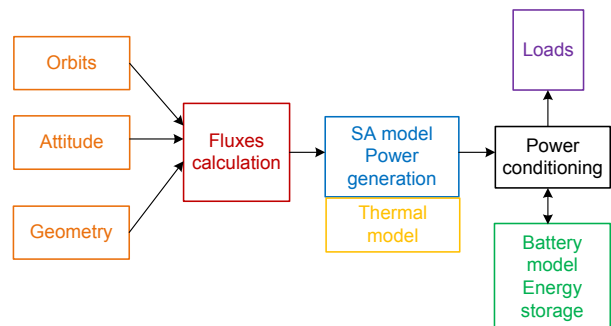 Orbits
Attitude
Geometry
Fluxes
calculation
SA model
Power
generation
Thermal
model
Loads
Power
conditioning
Battery
model
Energy
storage